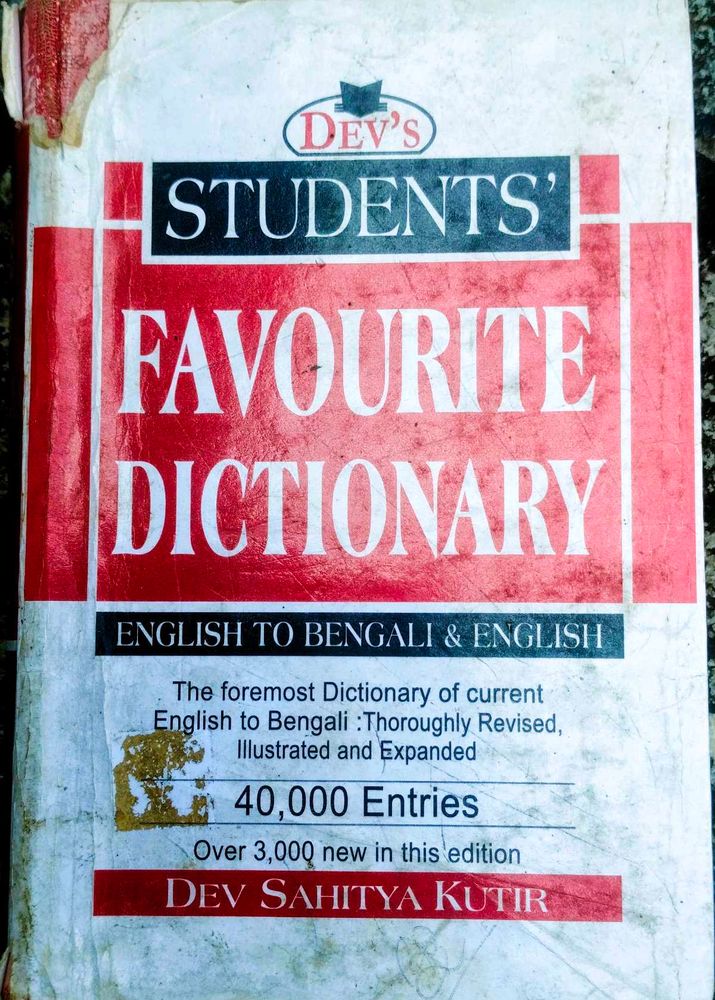 DEV'S
STUDENTS'
FAVOURITE
DICTIONARY
ENGLISH TO BENGALI & ENGLISH
The foremost Dictionary of current
English to Bengali :Thoroughly Revised,
Illustrated and Expanded
40,000 Entries
Over 3,000 new in this edition
DEV SAHITYA KUTIR